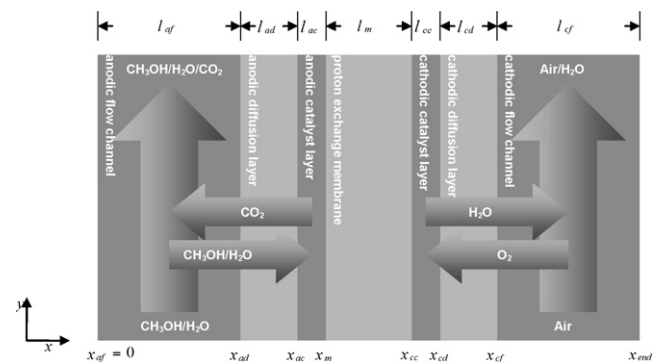 l_af l_ad l_ac l_m l_cc l_cd l_cf
CH₃OH/H₂O/CO₂
Air/H₂O
anodic flow channel
anodic diffusion layer
anodic catalyst layer
proton exchange membrane
cathodic catalyst layer
cathodic diffusion layer
cathodic flow channel
CO₂
H₂O
CH₃OH/H₂O
O₂
CH₃OH/H₂O
Air
y
x
x_af = 0 x_ad x_ac x_m x_cc x_cd x_cf x_end